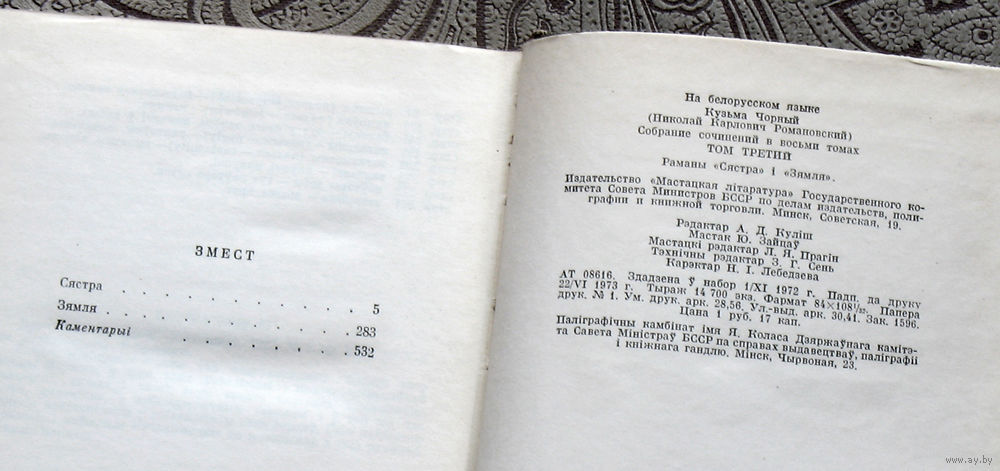 ЗМЕСТ
Сястра . . . . . . . . . . 5
Зямля . . . . . . . . . . 283
Каментарыі . . . . . . . . 532
На белорусском языке
Кузьма Чорный
(Николай Карлович Романовский)
Собрание сочинений в восьми томах
ТОМ ТРЕТИЙ
Раманы «Сястра» і «Зямля».
Издательство «Мастацкая літаратура» Государственного ко-
митета Совета Министров БССР по делам издательств, поли-
графии и книжной торговли. Минск, Советская, 19.
Рэдактар А. Д. Куліш
Мастак Ю. Зайцаў
Мастацкі рэдактар Л. Я. Прагін
Тэхнічны рэдактар З. Г. Сень
Карэктар Н. І. Лебедзева
АТ 08616. Здадзена ў набор 1/XI 1972 г. Падп. да друку
22/VI 1973 г. Тыраж 14 700 экз. Фармат 84×108¹/₃₂. Папера
друк. № 1. Ум. друк. арк. 28,56. Ул.-выд. арк. 30,41. Зак. 1596.
Цана 1 руб. 17 кап.
Паліграфічны камбінат імя Я. Коласа Дзяржаўнага камітэ-
та Савета Міністраў БССР па справах выдавецтваў, паліграфіі
і кніжнага гандлю. Мінск, Чырвоная, 23.
www.ay.by